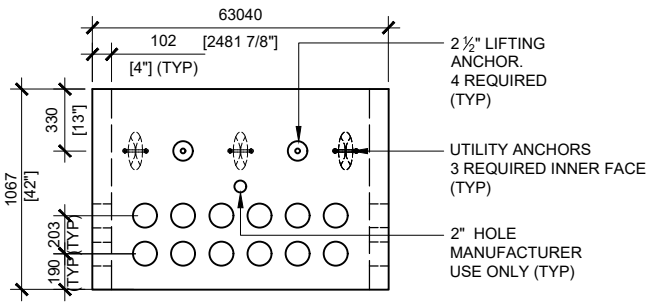 63040
102
[2481 7/8"]
[4"] (TYP)
330
[13"]
1067
[42"]
203
(TYP)
190
(TYP)
2 ½" LIFTING
ANCHOR.
4 REQUIRED
(TYP)
UTILITY ANCHORS
3 REQUIRED INNER FACE
(TYP)
2" HOLE
MANUFACTURER
USE ONLY (TYP)